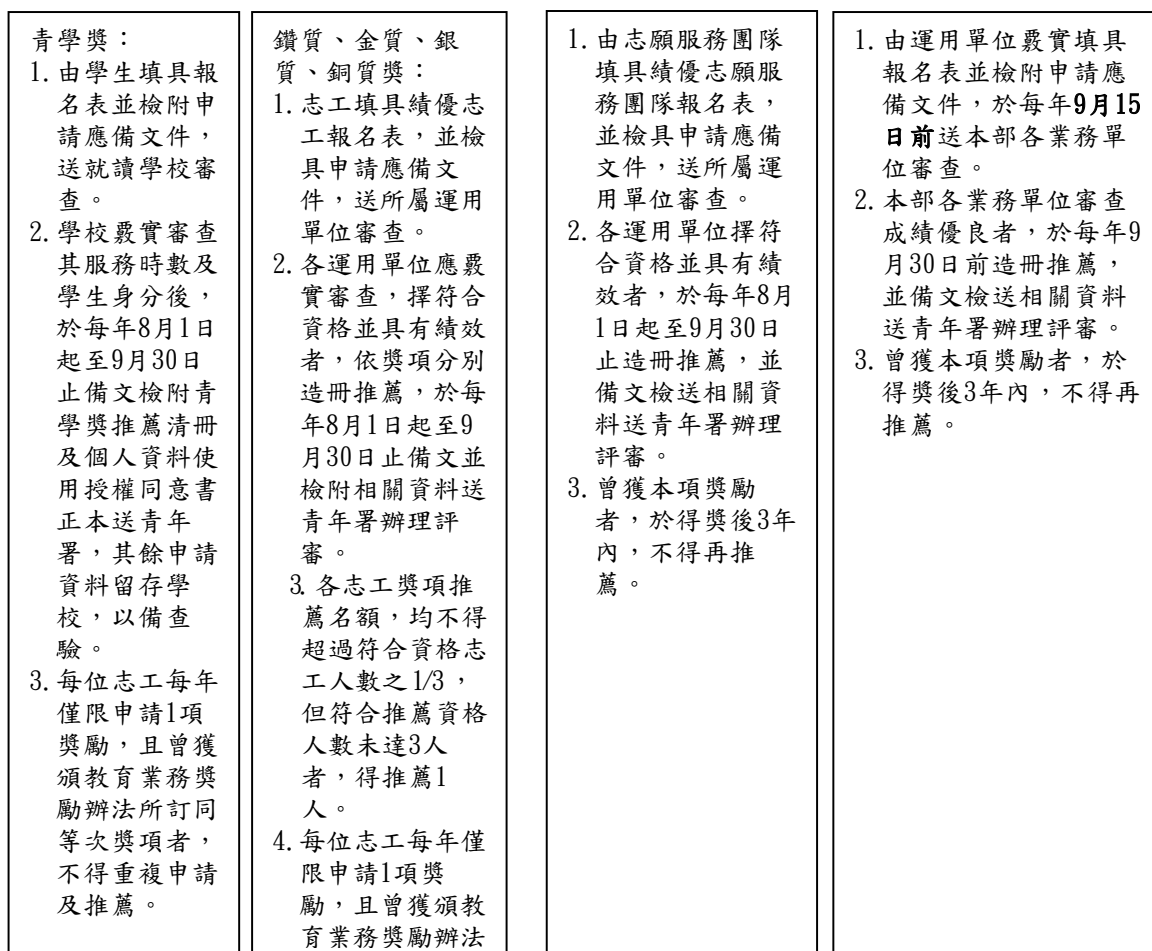 青學獎：
1.由學生填具報
名表並檢附申
請應備文件，
送就讀學校審
查。
2.學校覈實審查
其服務時數及
學生身分後，
於每年8月1日
起至9月30日
止備文檢附青
學獎推薦清冊
及個人資料使
用授權同意書
正本送青年
署，其餘申請
資料留存學
校，以備查
驗。
3.每位志工每年
僅限申請1項
獎勵，且曾獲
頒教育業務獎
勵辦法所訂同
等次獎項者，
不得重複申請
及推薦。
鑽質、金質、銀
質、銅質獎：
1.志工填具績優志
工報名表，並檢
具申請應備文
件，送所屬運用
單位審查。
2.各運用單位應覈
實審查，擇符合
資格並具有績效
者，依獎項分別
造冊推薦，於每
年8月1日起至9
月30日止備文並
檢附相關資料送
青年署辦理評
審。
3.各志工獎項推
薦名額，均不得
超過符合資格志
工人數之1/3，
但符合推薦資格
人數未達3人
者，得推薦1
人。
4.每位志工每年僅
限申請1項獎
勵，且曾獲頒教
育業務獎勵辦法
1.由志願服務團隊
填具績優志願服
務團隊報名表，
並檢具申請應備
文件，送所屬運
用單位審查。
2.各運用單位擇符
合資格並具有績
效者，於每年8月
1日起至9月30日
止造冊推薦，並
備文檢送相關資
料送青年署辦理
評審。
3.曾獲本項獎勵
者，於得獎後3年
內，不得再推
薦。
1.由運用單位覈實填具
報名表並檢附申請應
備文件，於每年9月15
日前送本部各業務單
位審查。
2.本部各業務單位審查
成績優良者，於每年9
月30日前造冊推薦，
並備文檢送相關資料
送青年署辦理評審。
3.曾獲本項獎勵者，於
得獎後3年內，不得再
推薦。